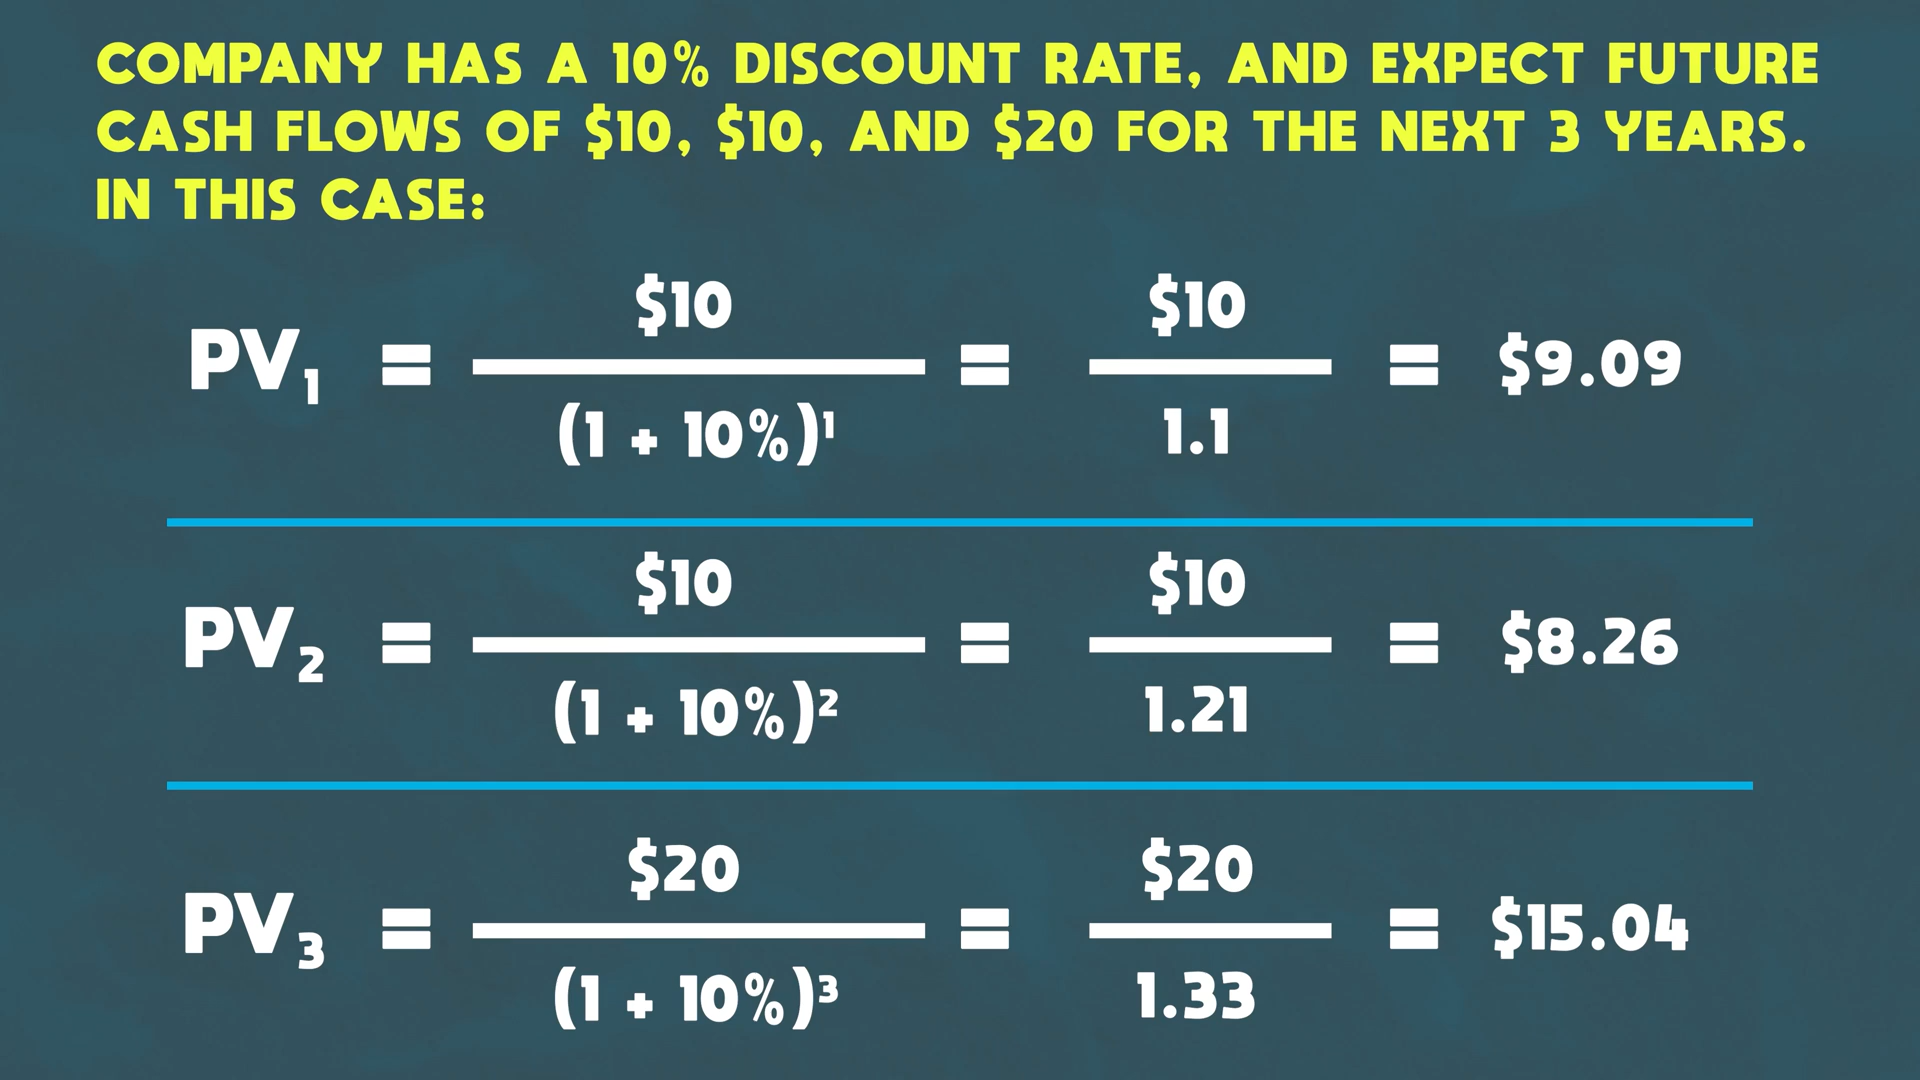 COMPANY HAS A 10% DISCOUNT RATE, AND EXPECT FUTURE
CASH FLOWS OF $10, $10, AND $20 FOR THE NEXT 3 YEARS.
IN THIS CASE:
PV₁ = $10 / (1 + 10%)¹ = $10 / 1.1 = $9.09
PV₂ = $10 / (1 + 10%)² = $10 / 1.21 = $8.26
PV₃ = $20 / (1 + 10%)³ = $20 / 1.33 = $15.04